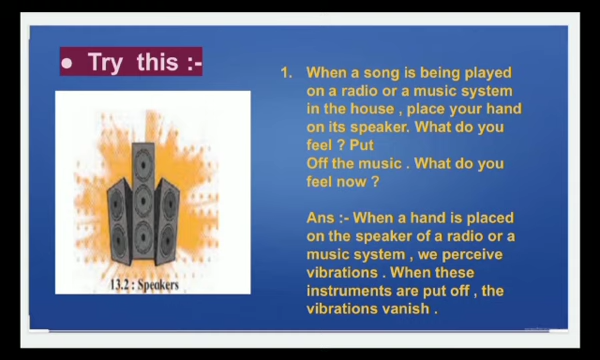 ● Try this :-
1. When a song is being played
on a radio or a music system
in the house , place your hand
on its speaker. What do you
feel ? Put
Off the music . What do you
feel now ?
Ans :- When a hand is placed
on the speaker of a radio or a
music system , we perceive
vibrations . When these
instruments are put off , the
vibrations vanish .
13.2 : Speakers